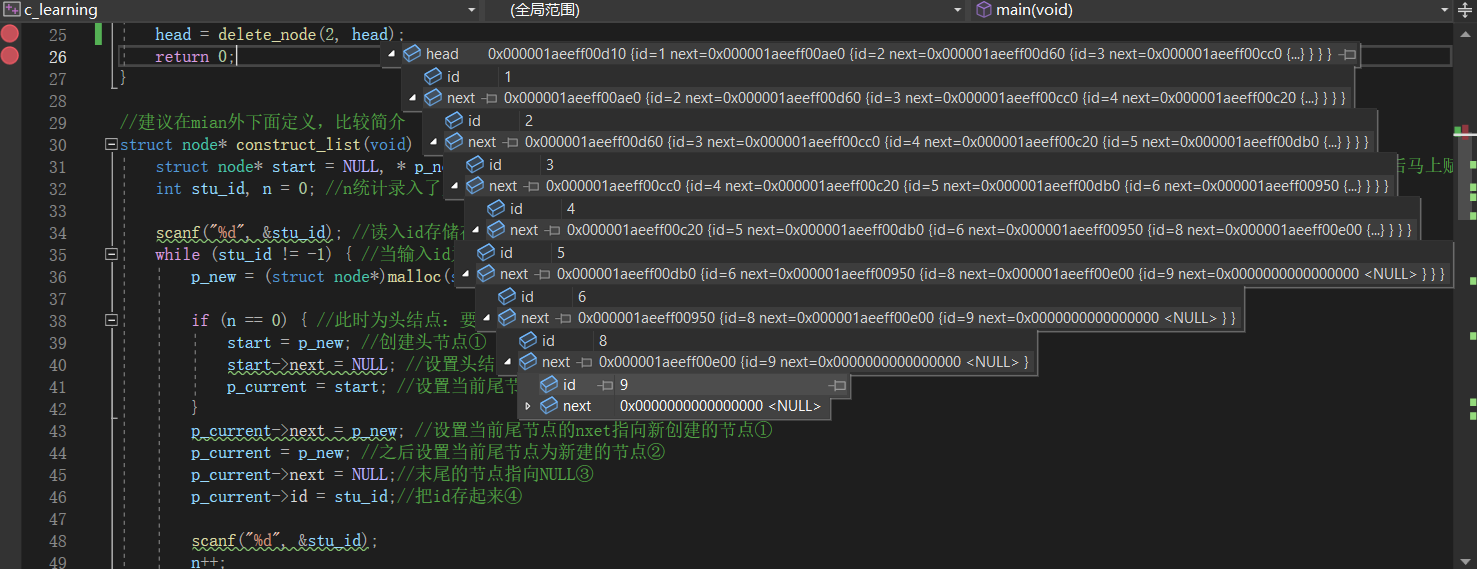 c_learning (全局范围) main(void)
25 head = delete_node(2, head);
26 return 0;
head 0x000001aeeff00d10 {id=1 next=0x000001aeeff00ae0 {id=2 next=0x000001aeeff00d60 {id=3 next=0x000001aeeff00cc0 {...} } } }
27 }
id 1
28
next 0x000001aeeff00ae0 {id=2 next=0x000001aeeff00d60 {id=3 next=0x000001aeeff00cc0 {id=4 next=0x000001aeeff00c20 {...} } } }
29 //建议在mian外下面定义，比较简介
id 2
30 struct node* construct_list(void)
next 0x000001aeeff00d60 {id=3 next=0x000001aeeff00cc0 {id=4 next=0x000001aeeff00c20 {id=5 next=0x000001aeeff00db0 {...} } } }
31 struct node* start = NULL, * p_ne
id 3
后马上赋
32 int stu_id, n = 0; //n统计录入了
next 0x000001aeeff00cc0 {id=4 next=0x000001aeeff00c20 {id=5 next=0x000001aeeff00db0 {id=6 next=0x000001aeeff00950 {...} } } }
33
id 4
34 scanf("%d", &stu_id); //读入id存储
next 0x000001aeeff00c20 {id=5 next=0x000001aeeff00db0 {id=6 next=0x000001aeeff00950 {id=8 next=0x000001aeeff00e00 {...} } } }
35 while (stu_id != -1) { //当输入id
id 5
36 p_new = (struct node*)malloc(s
next 0x000001aeeff00db0 {id=6 next=0x000001aeeff00950 {id=8 next=0x000001aeeff00e00 {id=9 next=0x0000000000000000 <NULL> } } }
37
id 6
38 if (n == 0) { //此时为头结点：要
next 0x000001aeeff00950 {id=8 next=0x000001aeeff00e00 {id=9 next=0x0000000000000000 <NULL> } }
39 start = p_new; //创建头节点①
id 8
40 start->next = NULL; //设置头结
next 0x000001aeeff00e00 {id=9 next=0x0000000000000000 <NULL> }
41 p_current = start; //设置当前尾节
id 9
42 }
next 0x0000000000000000 <NULL>
43 p_current->next = p_new; //设置当前尾节点的nxet指向新创建的节点①
44 p_current = p_new; //之后设置当前尾节点为新建的节点②
45 p_current->next = NULL;//末尾的节点指向NULL③
46 p_current->id = stu_id;//把id存起来④
47
48 scanf("%d", &stu_id);
49 n++;